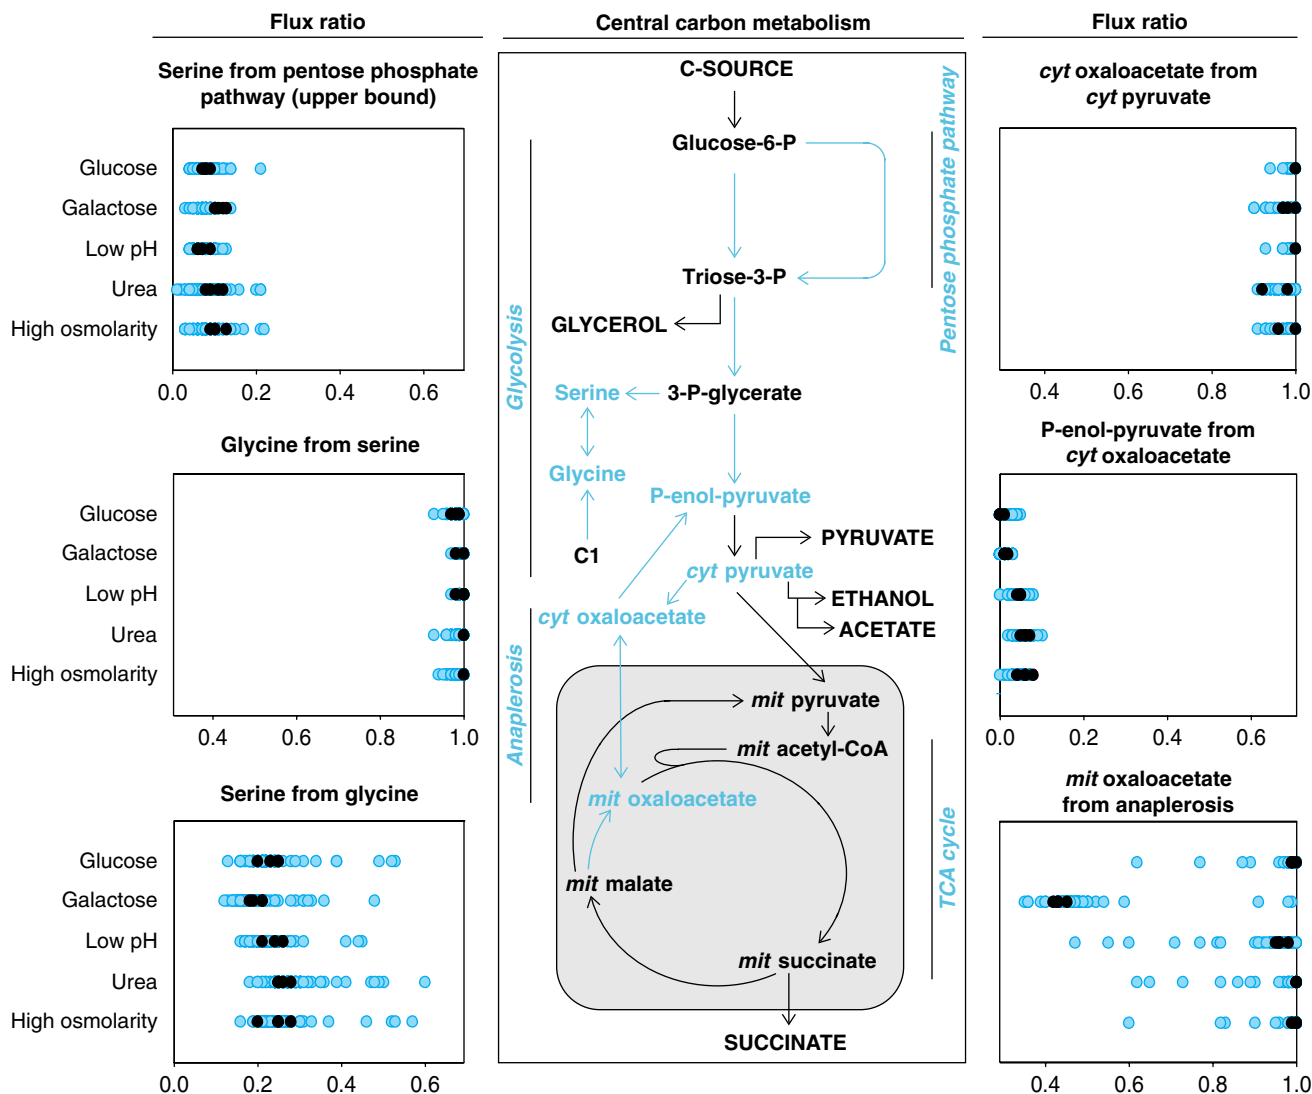 Flux ratio
Serine from pentose phosphate
pathway (upper bound)
Glucose
Galactose
Low pH
Urea
High osmolarity
0.0 0.2 0.4 0.6
Glycine from serine
Glucose
Galactose
Low pH
Urea
High osmolarity
0.4 0.6 0.8 1.0
Serine from glycine
Glucose
Galactose
Low pH
Urea
High osmolarity
0.0 0.2 0.4 0.6
Central carbon metabolism
C-SOURCE
Glucose-6-P
Pentose phosphate pathway
Triose-3-P
GLYCEROL
Glycolysis
Serine
3-P-glycerate
Glycine
P-enol-pyruvate
C1
PYRUVATE
cyt pyruvate
ETHANOL
cyt oxaloacetate
ACETATE
Anaplerosis
mit pyruvate
mit acetyl-CoA
mit oxaloacetate
TCA cycle
mit malate
mit succinate
SUCCINATE
Flux ratio
cyt oxaloacetate from
cyt pyruvate
0.4 0.6 0.8 1.0
P-enol-pyruvate from
cyt oxaloacetate
0.0 0.2 0.4 0.6
mit oxaloacetate
from anaplerosis
0.4 0.6 0.8 1.0